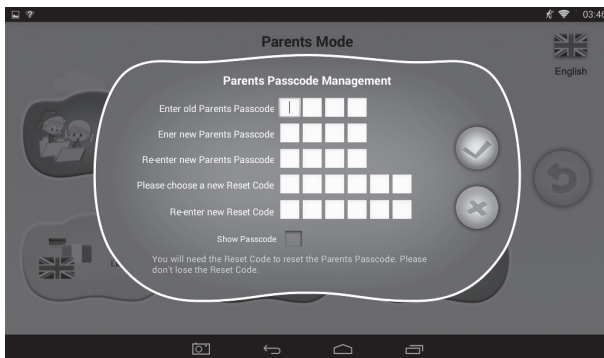 03:46
Parents Mode
English
Parents Passcode Management
Enter old Parents Passcode
Ener new Parents Passcode
Re-enter new Parents Passcode
Please choose a new Reset Code
Re-enter new Reset Code
Show Passcode
You will need the Reset Code to reset the Parents Passcode. Please
don't lose the Reset Code.